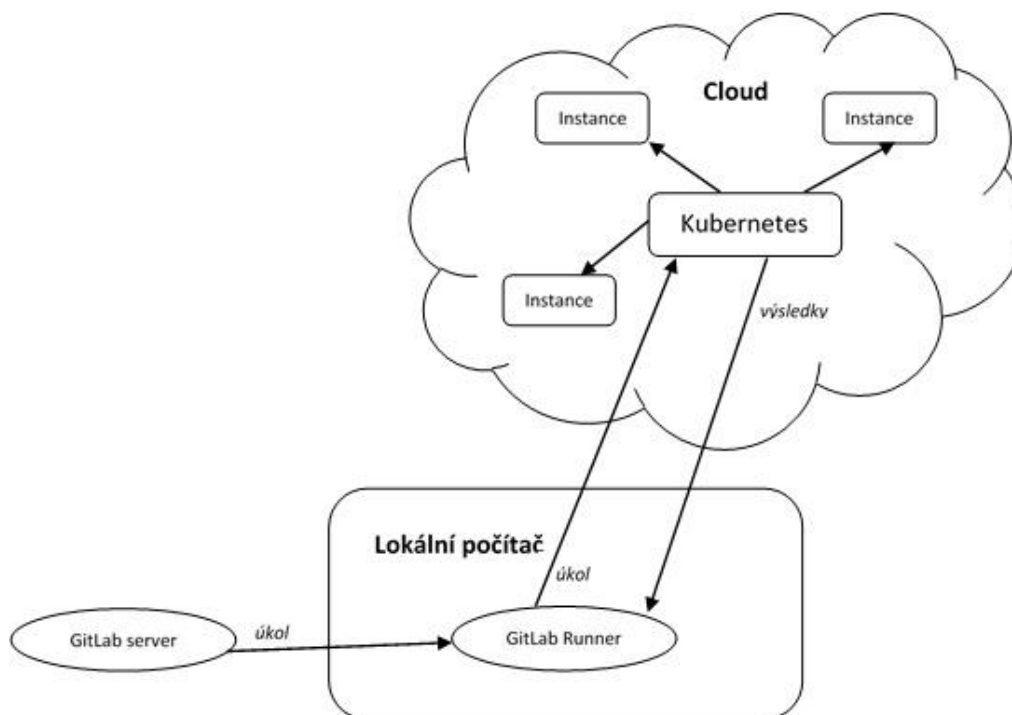 Cloud
Instance
Instance
Kubernetes
Instance
výsledky
Lokální počítač
úkol
GitLab server
úkol
GitLab Runner